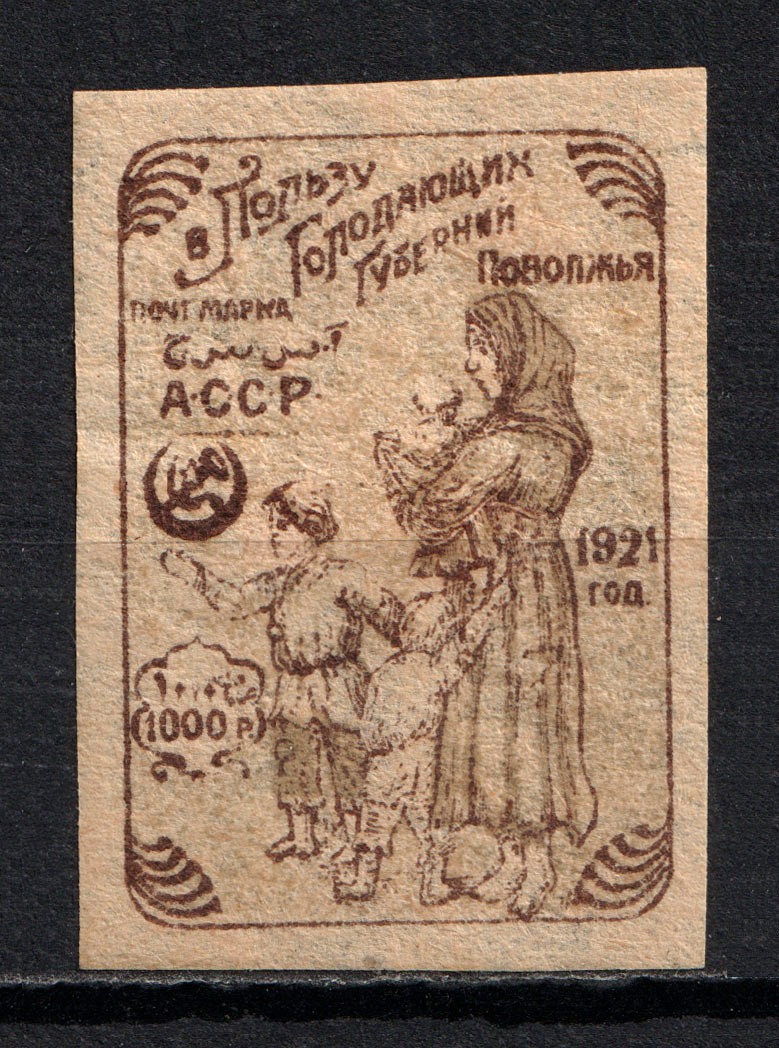 в Пользу
Голодающих
Губерний
Поволжья
ПОЧТ МАРКА
А·С·С·Р·
1921
год.
(1000 Р.)